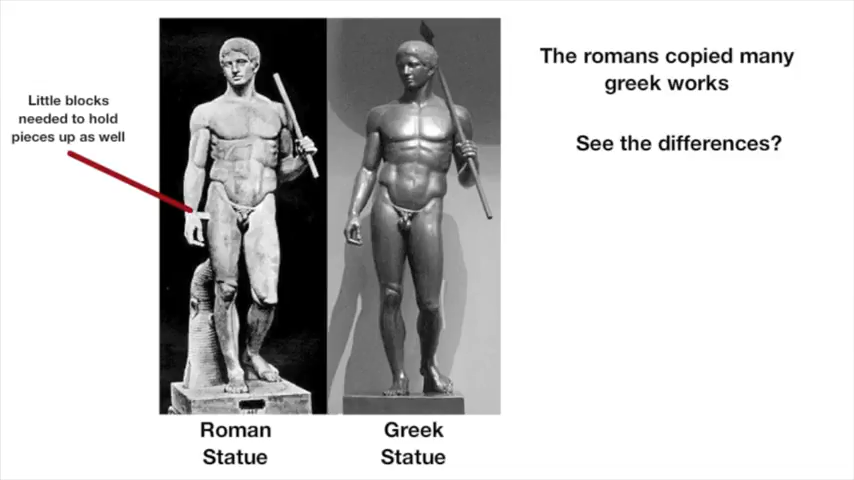 Little blocks
needed to hold
pieces up as well
The romans copied many
greek works
See the differences?
Roman
Statue
Greek
Statue